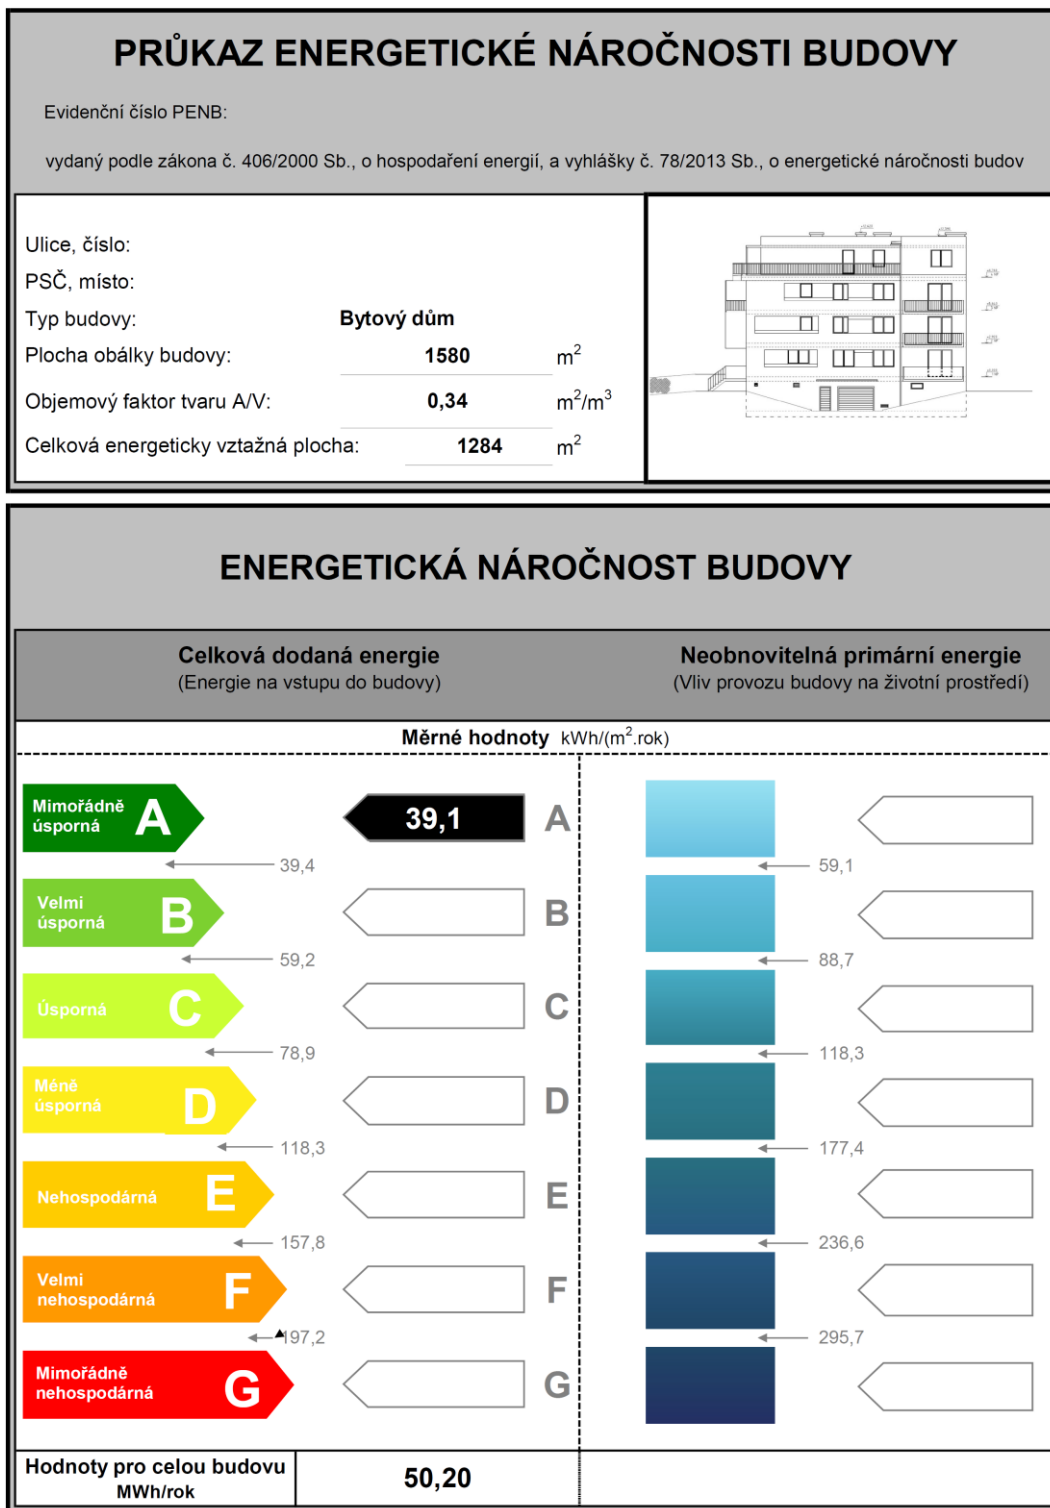 PRŮKAZ ENERGETICKÉ NÁROČNOSTI BUDOVY
Evidenční číslo PENB:
vydaný podle zákona č. 406/2000 Sb., o hospodaření energií, a vyhlášky č. 78/2013 Sb., o energetické náročnosti budov
Ulice, číslo:
PSČ, místo:
Typ budovy: Bytový dům
Plocha obálky budovy: 1580 m²
Objemový faktor tvaru A/V: 0,34 m²/m³
Celková energeticky vztažná plocha: 1284 m²
ENERGETICKÁ NÁROČNOST BUDOVY
Celková dodaná energie
(Energie na vstupu do budovy)
Neobnovitelná primární energie
(Vliv provozu budovy na životní prostředí)
Měrné hodnoty kWh/(m².rok)
Mimořádně
úsporná A 39,1 A
39,4 59,1
Velmi
úsporná B B
59,2 88,7
Úsporná C C
78,9 118,3
Méně
úsporná D D
118,3 177,4
Nehospodárná E E
157,8 236,6
Velmi
nehospodárná F F
197,2 295,7
Mimořádně
nehospodárná G G
Hodnoty pro celou budovu
MWh/rok
50,20